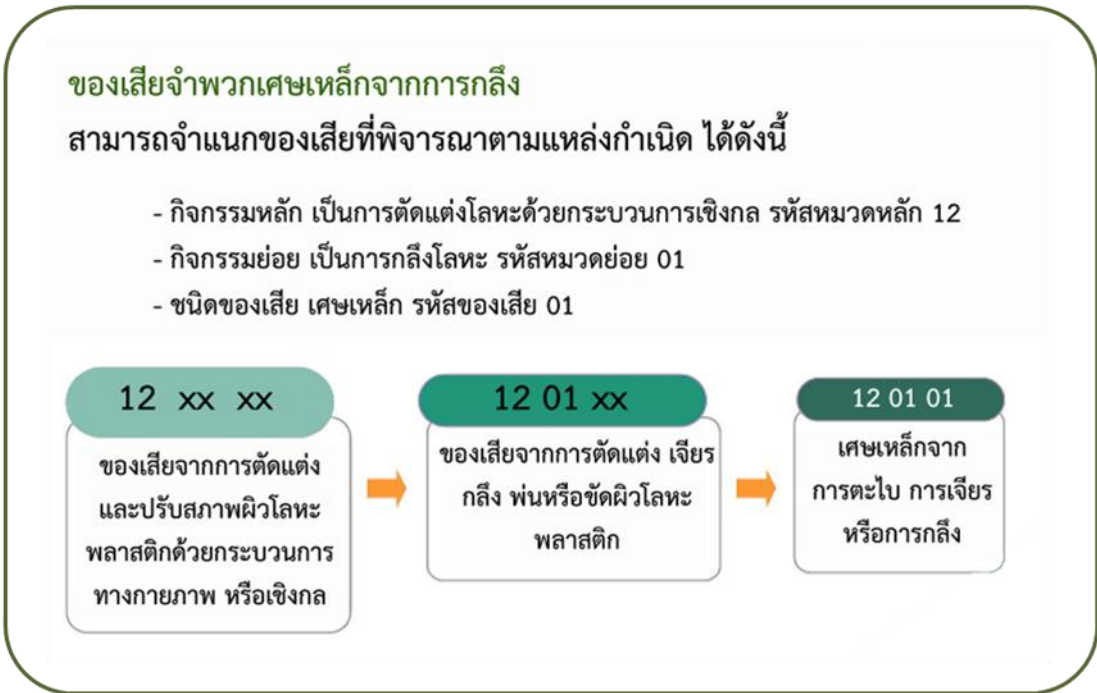 ของเสียจำพวกเศษเหล็กจากการกลึง
สามารถจำแนกของเสียที่พิจารณาตามแหล่งกำเนิด ได้ดังนี้
- กิจกรรมหลัก เป็นการตัดแต่งโลหะด้วยกระบวนการเชิงกล รหัสหมวดหลัก 12
- กิจกรรมย่อย เป็นการกลึงโลหะ รหัสหมวดย่อย 01
- ชนิดของเสีย เศษเหล็ก รหัสของเสีย 01
12 xx xx
ของเสียจากการตัดแต่ง
และปรับสภาพผิวโลหะ
พลาสติกด้วยกระบวนการ
ทางกายภาพ หรือเชิงกล
12 01 xx
ของเสียจากการตัดแต่ง เจียร
กลึง พ่นหรือขัดผิวโลหะ
พลาสติก
12 01 01
เศษเหล็กจาก
การตะไบ การเจียร
หรือการกลึง